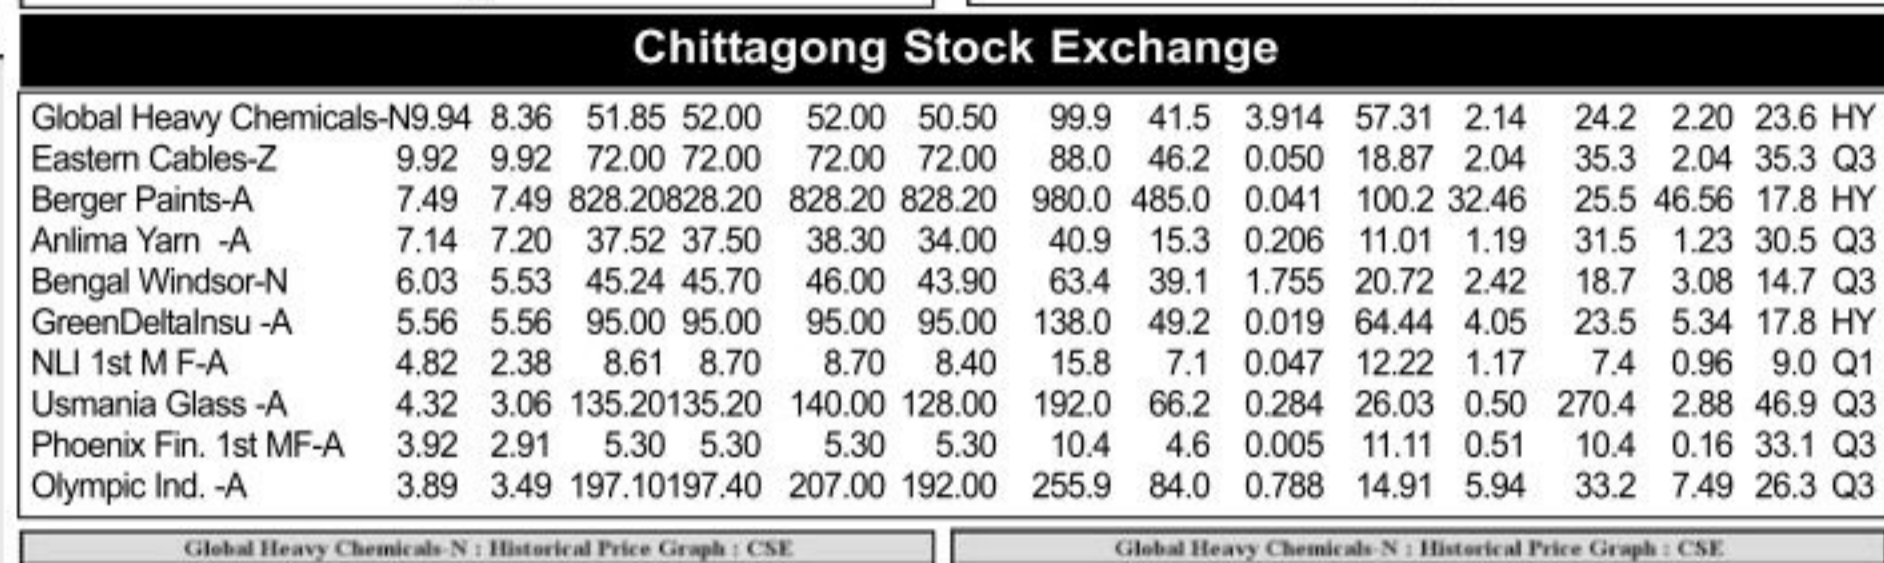 Chittagong Stock Exchange
Global Heavy Chemicals-N9.94 8.36 51.85 52.00 52.00 50.50 99.9 41.5 3.914 57.31 2.14 24.2 2.20 23.6 HY
Eastern Cables-Z 9.92 9.92 72.00 72.00 72.00 72.00 88.0 46.2 0.050 18.87 2.04 35.3 2.04 35.3 Q3
Berger Paints-A 7.49 7.49 828.20828.20 828.20 828.20 980.0 485.0 0.041 100.2 32.46 25.5 46.56 17.8 HY
Anlima Yarn -A 7.14 7.20 37.52 37.50 38.30 34.00 40.9 15.3 0.206 11.01 1.19 31.5 1.23 30.5 Q3
Bengal Windsor-N 6.03 5.53 45.24 45.70 46.00 43.90 63.4 39.1 1.755 20.72 2.42 18.7 3.08 14.7 Q3
GreenDeltaInsu -A 5.56 5.56 95.00 95.00 95.00 95.00 138.0 49.2 0.019 64.44 4.05 23.5 5.34 17.8 HY
NLI 1st M F-A 4.82 2.38 8.61 8.70 8.70 8.40 15.8 7.1 0.047 12.22 1.17 7.4 0.96 9.0 Q1
Usmania Glass -A 4.32 3.06 135.20135.20 140.00 128.00 192.0 66.2 0.284 26.03 0.50 270.4 2.88 46.9 Q3
Phoenix Fin. 1st MF-A 3.92 2.91 5.30 5.30 5.30 5.30 10.4 4.6 0.005 11.11 0.51 10.4 0.16 33.1 Q3
Olympic Ind. -A 3.89 3.49 197.10197.40 207.00 192.00 255.9 84.0 0.788 14.91 5.94 33.2 7.49 26.3 Q3
Global Heavy Chemicals-N : Historical Price Graph : CSE
Global Heavy Chemicals-N : Historical Price Graph : CSE